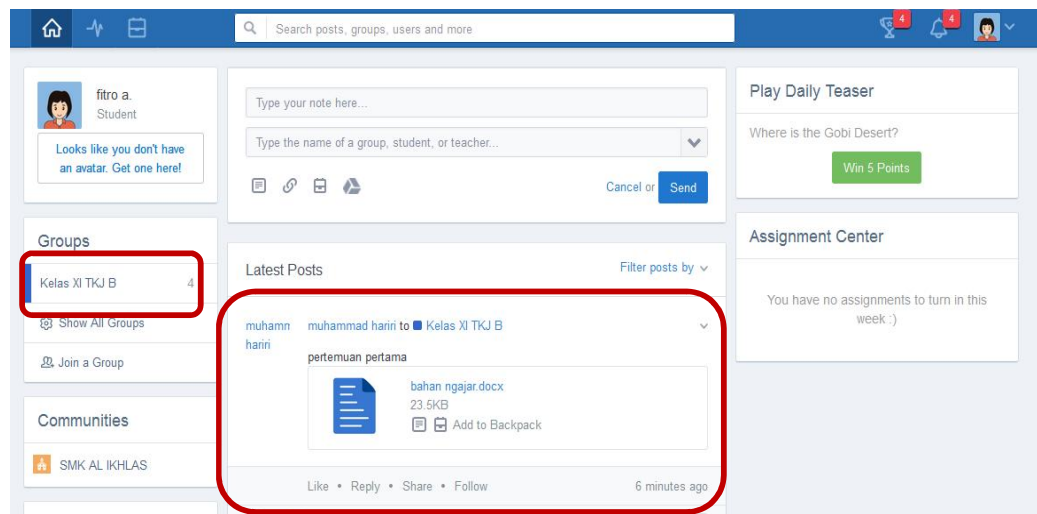 Search posts, groups, users and more
4
4
fitro a.
Student
Looks like you don't have
an avatar. Get one here!
Groups
Kelas XI TKJ B 4
Show All Groups
Join a Group
Communities
SMK AL IKHLAS
Type your note here...
Type the name of a group, student, or teacher...
Cancel or Send
Latest Posts Filter posts by
muhamm
hariri
muhammad hariri to Kelas XI TKJ B
pertemuan pertama
bahan ngajar.docx
23.5KB
Add to Backpack
Like • Reply • Share • Follow 6 minutes ago
Play Daily Teaser
Where is the Gobi Desert?
Win 5 Points
Assignment Center
You have no assignments to turn in this
week :)